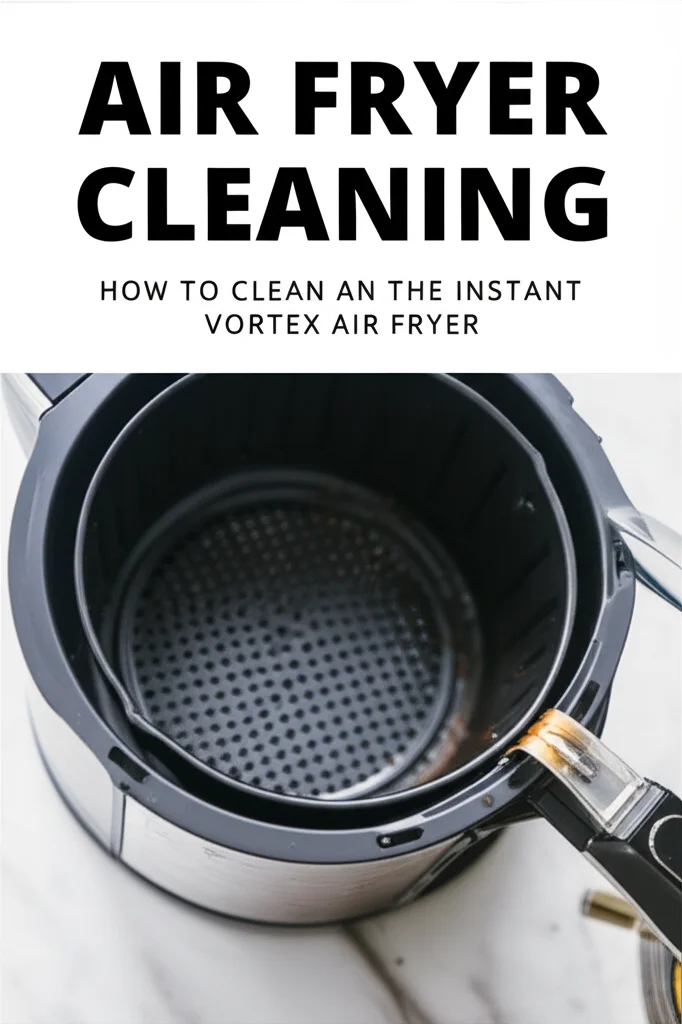 AIR FRYER
CLEANING
HOW TO CLEAN AN THE INSTANT
VORTEX AIR FRYER